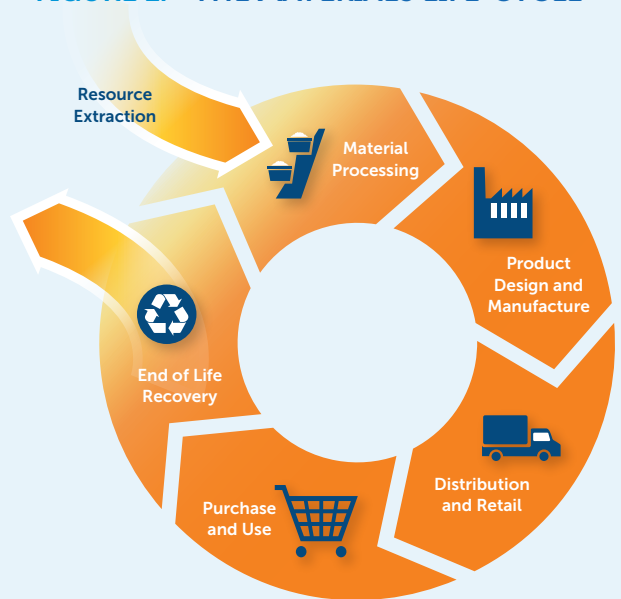 Resource
Extraction
Material
Processing
Product
Design and
Manufacture
Distribution
and Retail
Purchase
and Use
End of Life
Recovery